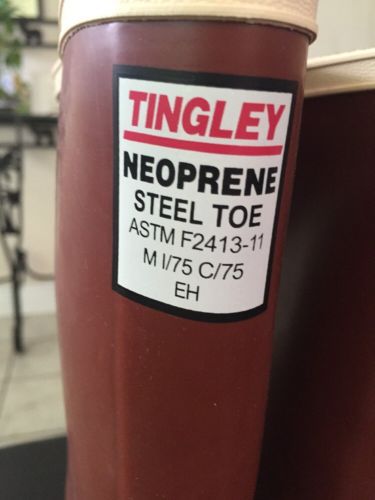 TINGLEY
NEOPRENE
STEEL TOE
ASTM F2413-11
M I/75 C/75
EH